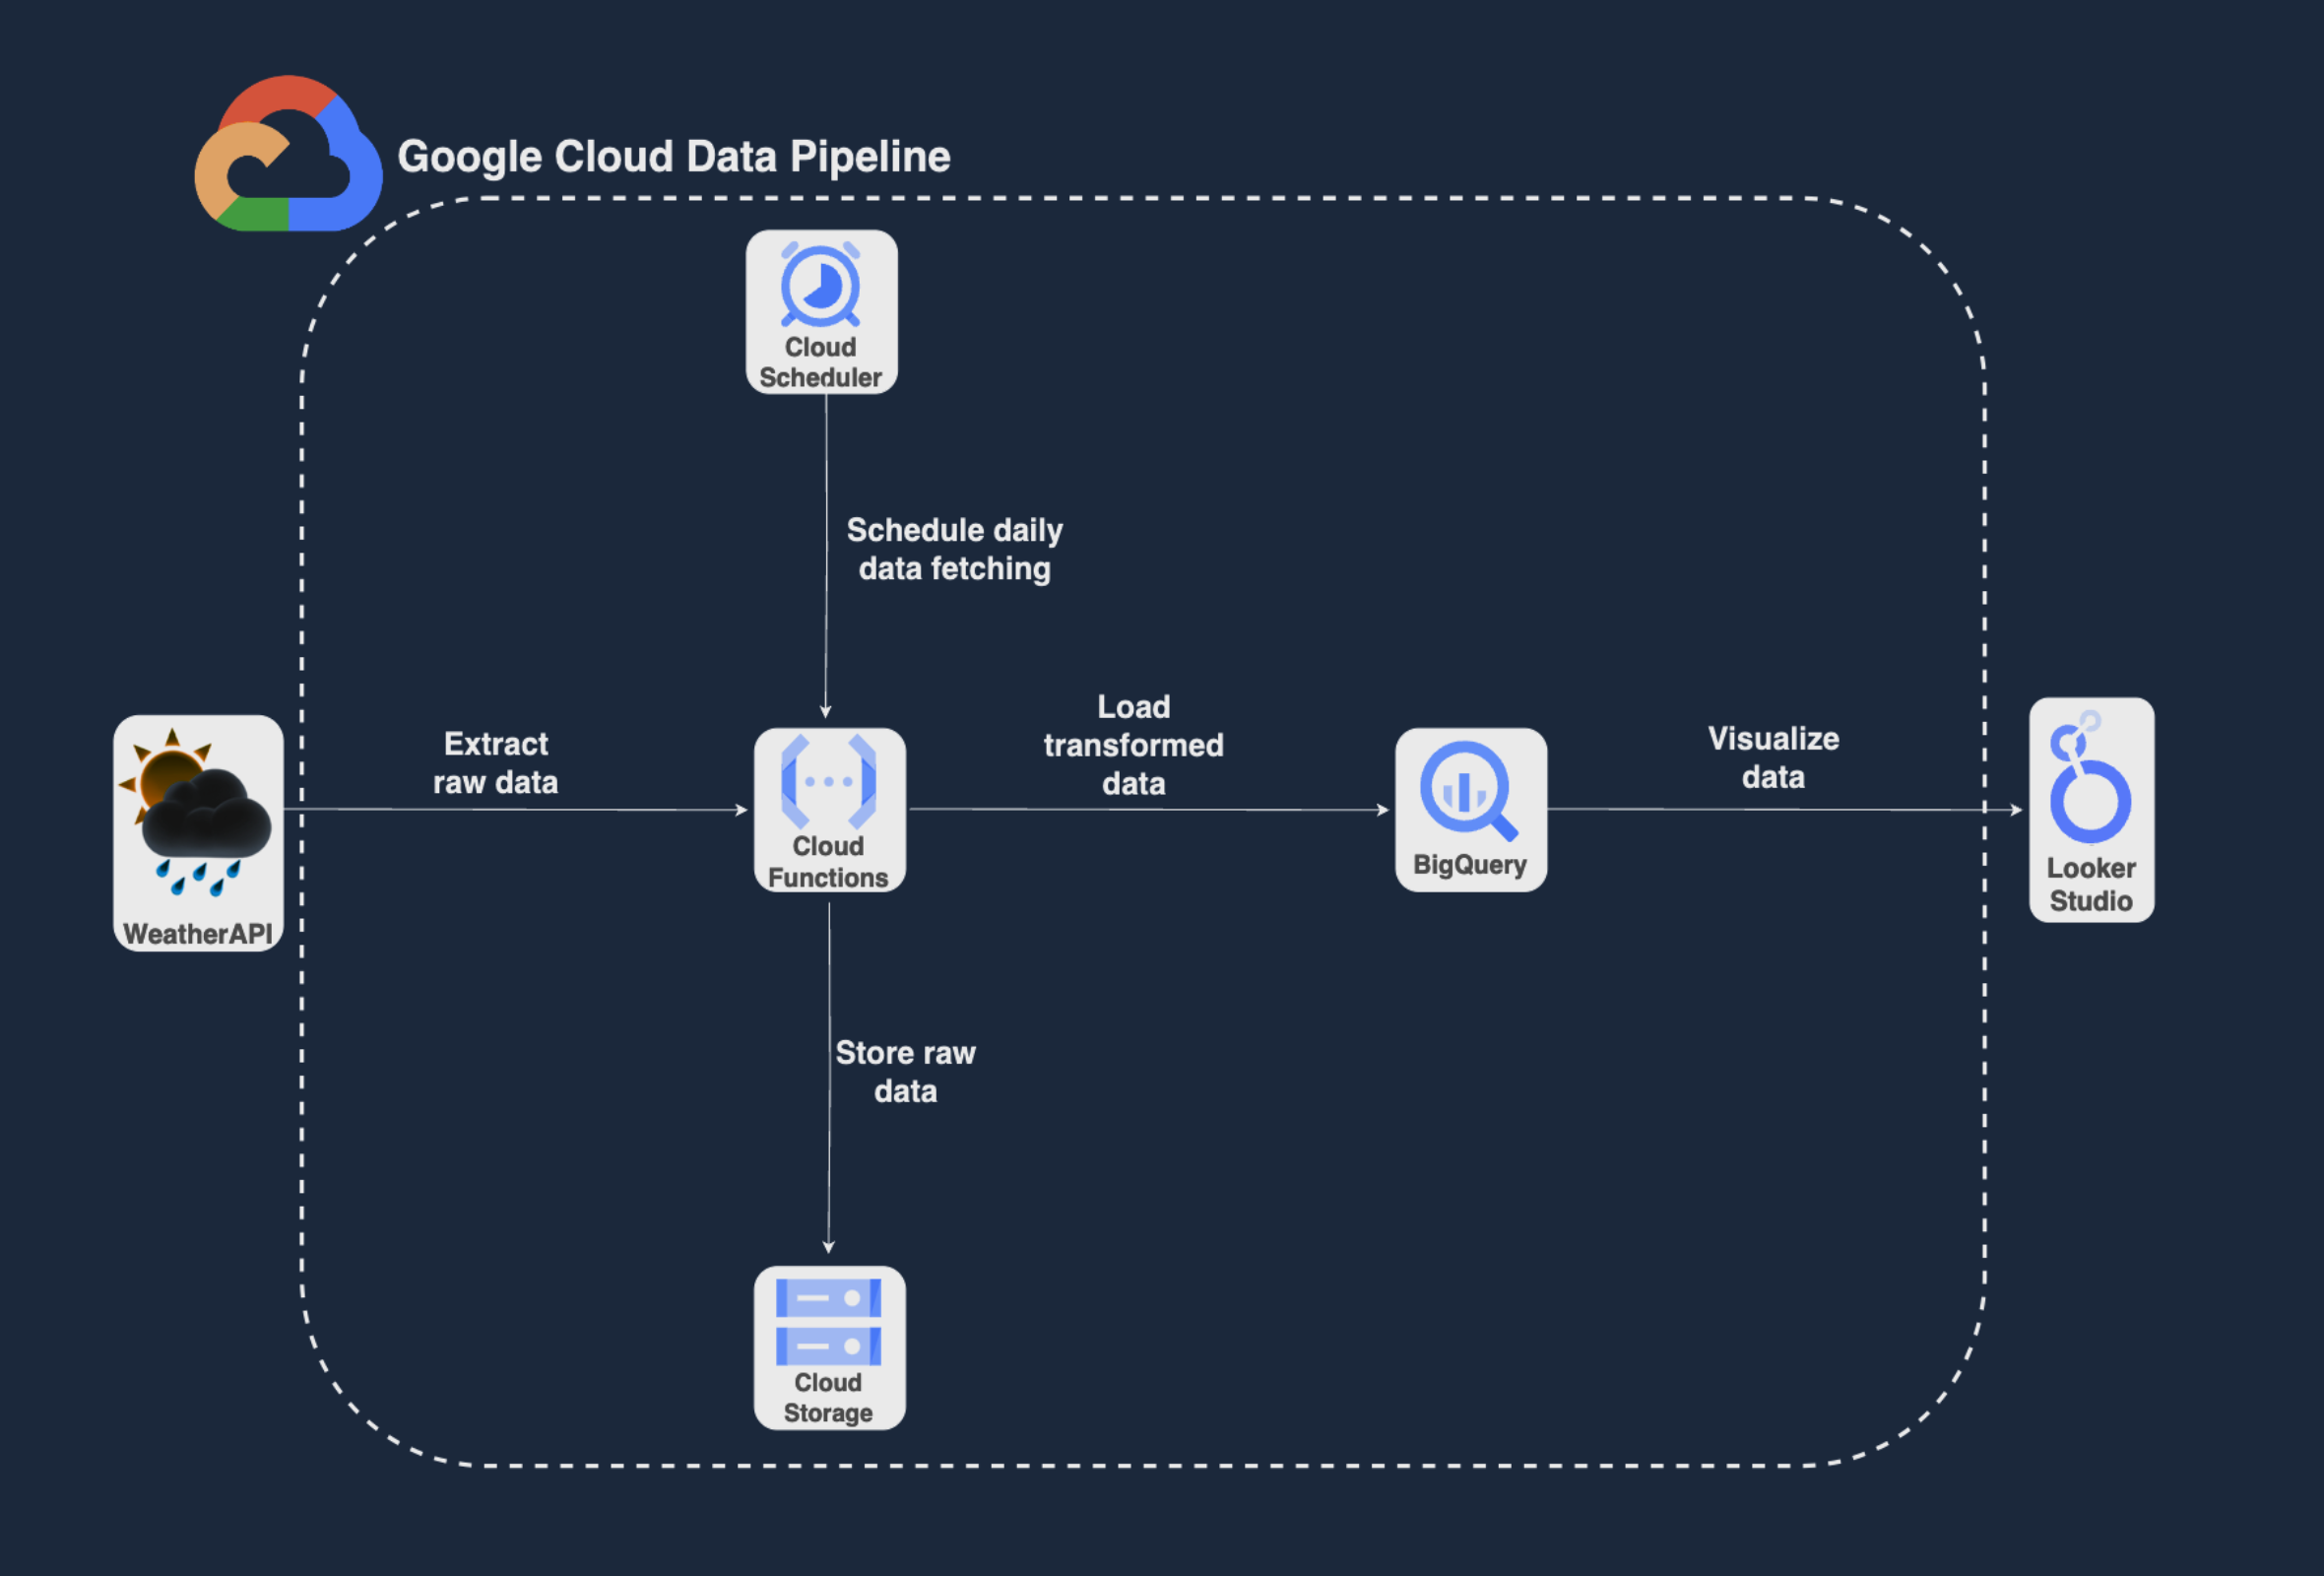 Google Cloud Data Pipeline
Cloud
Scheduler
Schedule daily
data fetching
Extract
raw data
Load
transformed
data
Visualize
data
WeatherAPI
Cloud
Functions
BigQuery
Looker
Studio
Store raw
data
Cloud
Storage